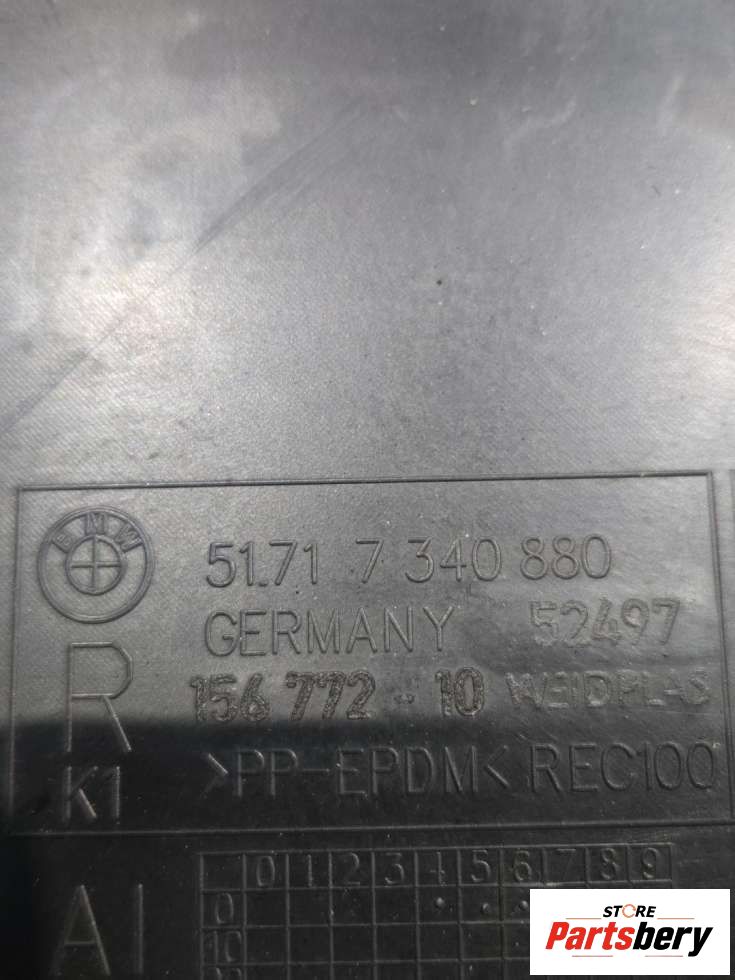 BMW
51.71 7 340 880
GERMANY 52497
R
156 772 - 10 WEIDPLAS
K1
>PP-EPDM< REC100
0 1 2 3 4 5 6 7 8 9
AI
0
10
STORE
Partsbery